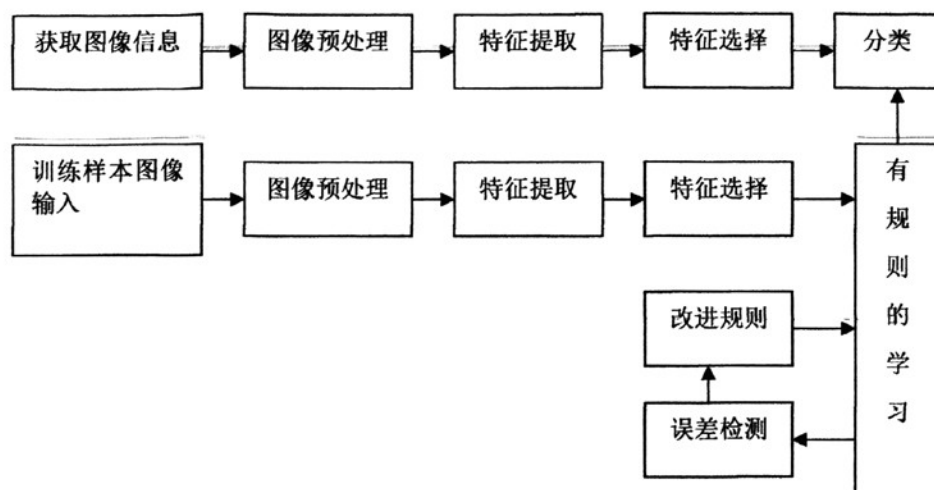 获取图像信息
图像预处理
特征提取
特征选择
分类
训练样本图像
输入
图像预处理
特征提取
特征选择
有
规
则
的
学
习
改进规则
误差检测